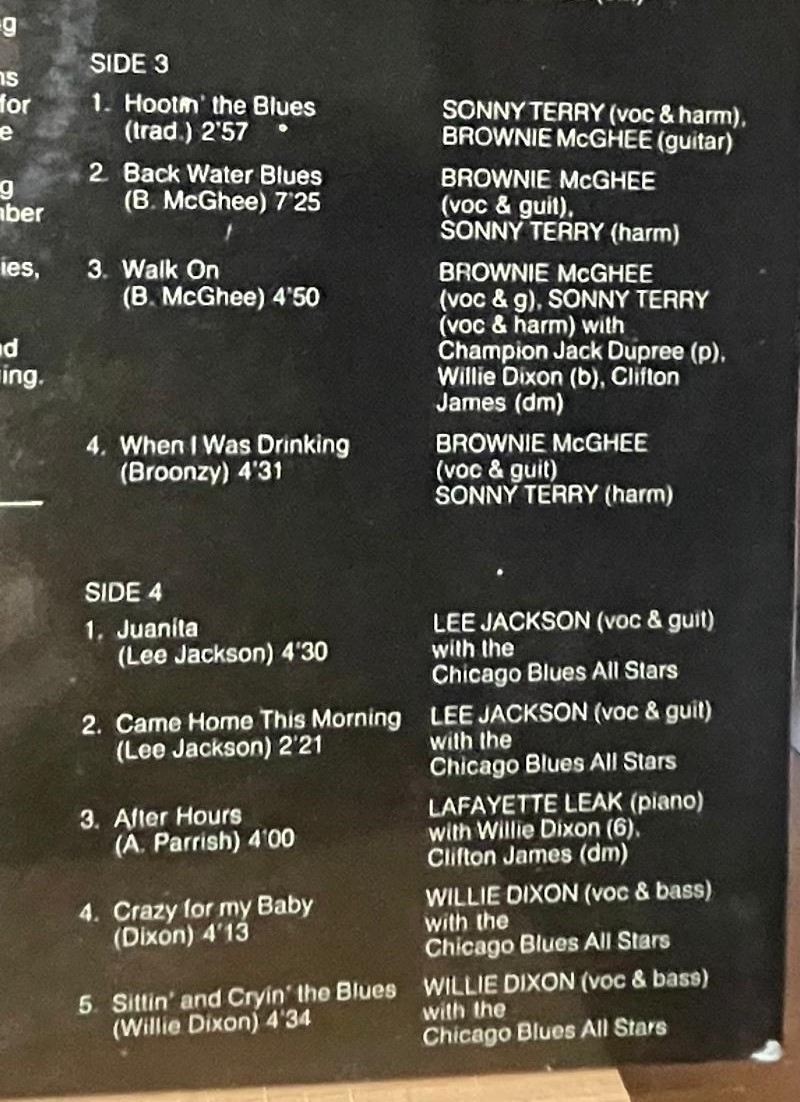 g
ns
for
e
g
nber
ies,
nd
ing.
SIDE 3
1. Hootin' the Blues
(trad.) 2'57
SONNY TERRY (voc & harm),
BROWNIE McGHEE (guitar)
2. Back Water Blues
(B. McGhee) 7'25
BROWNIE McGHEE
(voc & guit),
SONNY TERRY (harm)
3. Walk On
(B. McGhee) 4'50
BROWNIE McGHEE
(voc & g), SONNY TERRY
(voc & harm) with
Champion Jack Dupree (p),
Willie Dixon (b), Clifton
James (dm)
4. When I Was Drinking
(Broonzy) 4'31
BROWNIE McGHEE
(voc & guit)
SONNY TERRY (harm)
SIDE 4
1. Juanita
(Lee Jackson) 4'30
LEE JACKSON (voc & guit)
with the
Chicago Blues All Stars
2. Came Home This Morning
(Lee Jackson) 2'21
LEE JACKSON (voc & guit)
with the
Chicago Blues All Stars
3. After Hours
(A. Parrish) 4'00
LAFAYETTE LEAK (piano)
with Willie Dixon (6),
Clifton James (dm)
4. Crazy for my Baby
(Dixon) 4'13
WILLIE DIXON (voc & bass)
with the
Chicago Blues All Stars
5. Sittin' and Cryin' the Blues
(Willie Dixon) 4'34
WILLIE DIXON (voc & bass)
with the
Chicago Blues All Stars